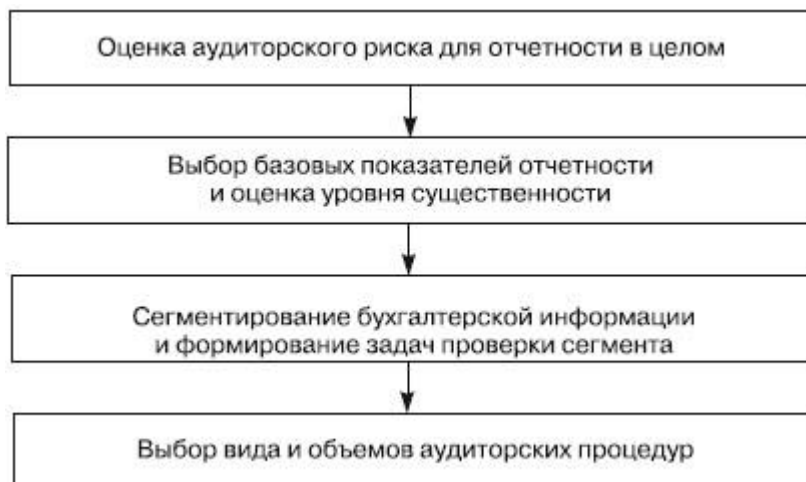 Оценка аудиторского риска для отчетности в целом
Выбор базовых показателей отчетности
и оценка уровня существенности
Сегментирование бухгалтерской информации
и формирование задач проверки сегмента
Выбор вида и объемов аудиторских процедур